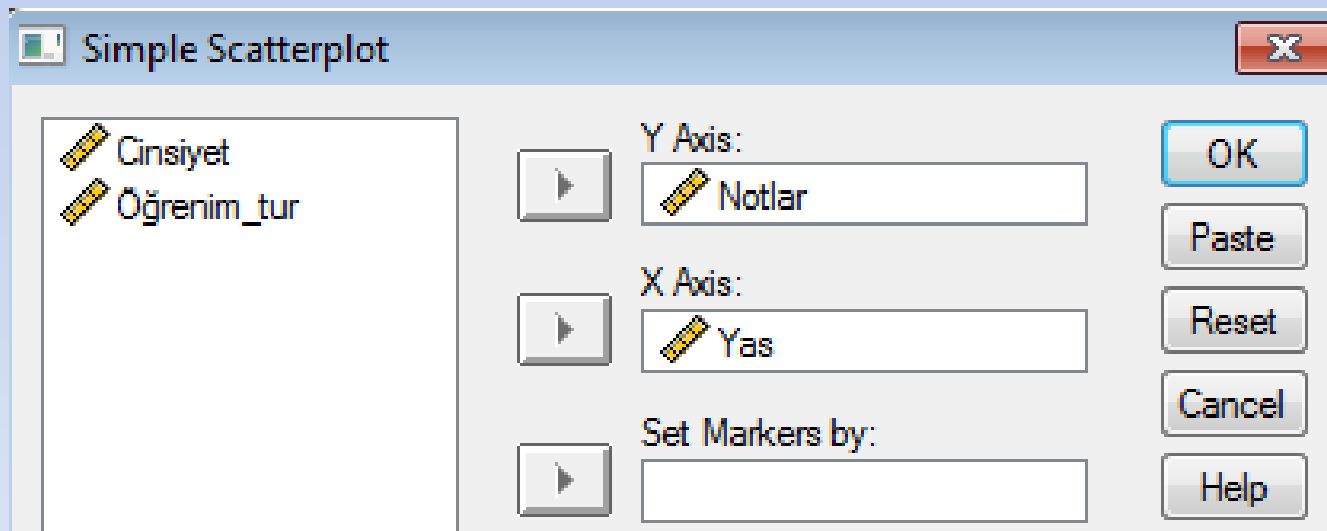 Simple Scatterplot
Cinsiyet
Öğrenim_tur
Y Axis:
Notlar
X Axis:
Yas
Set Markers by:
OK
Paste
Reset
Cancel
Help